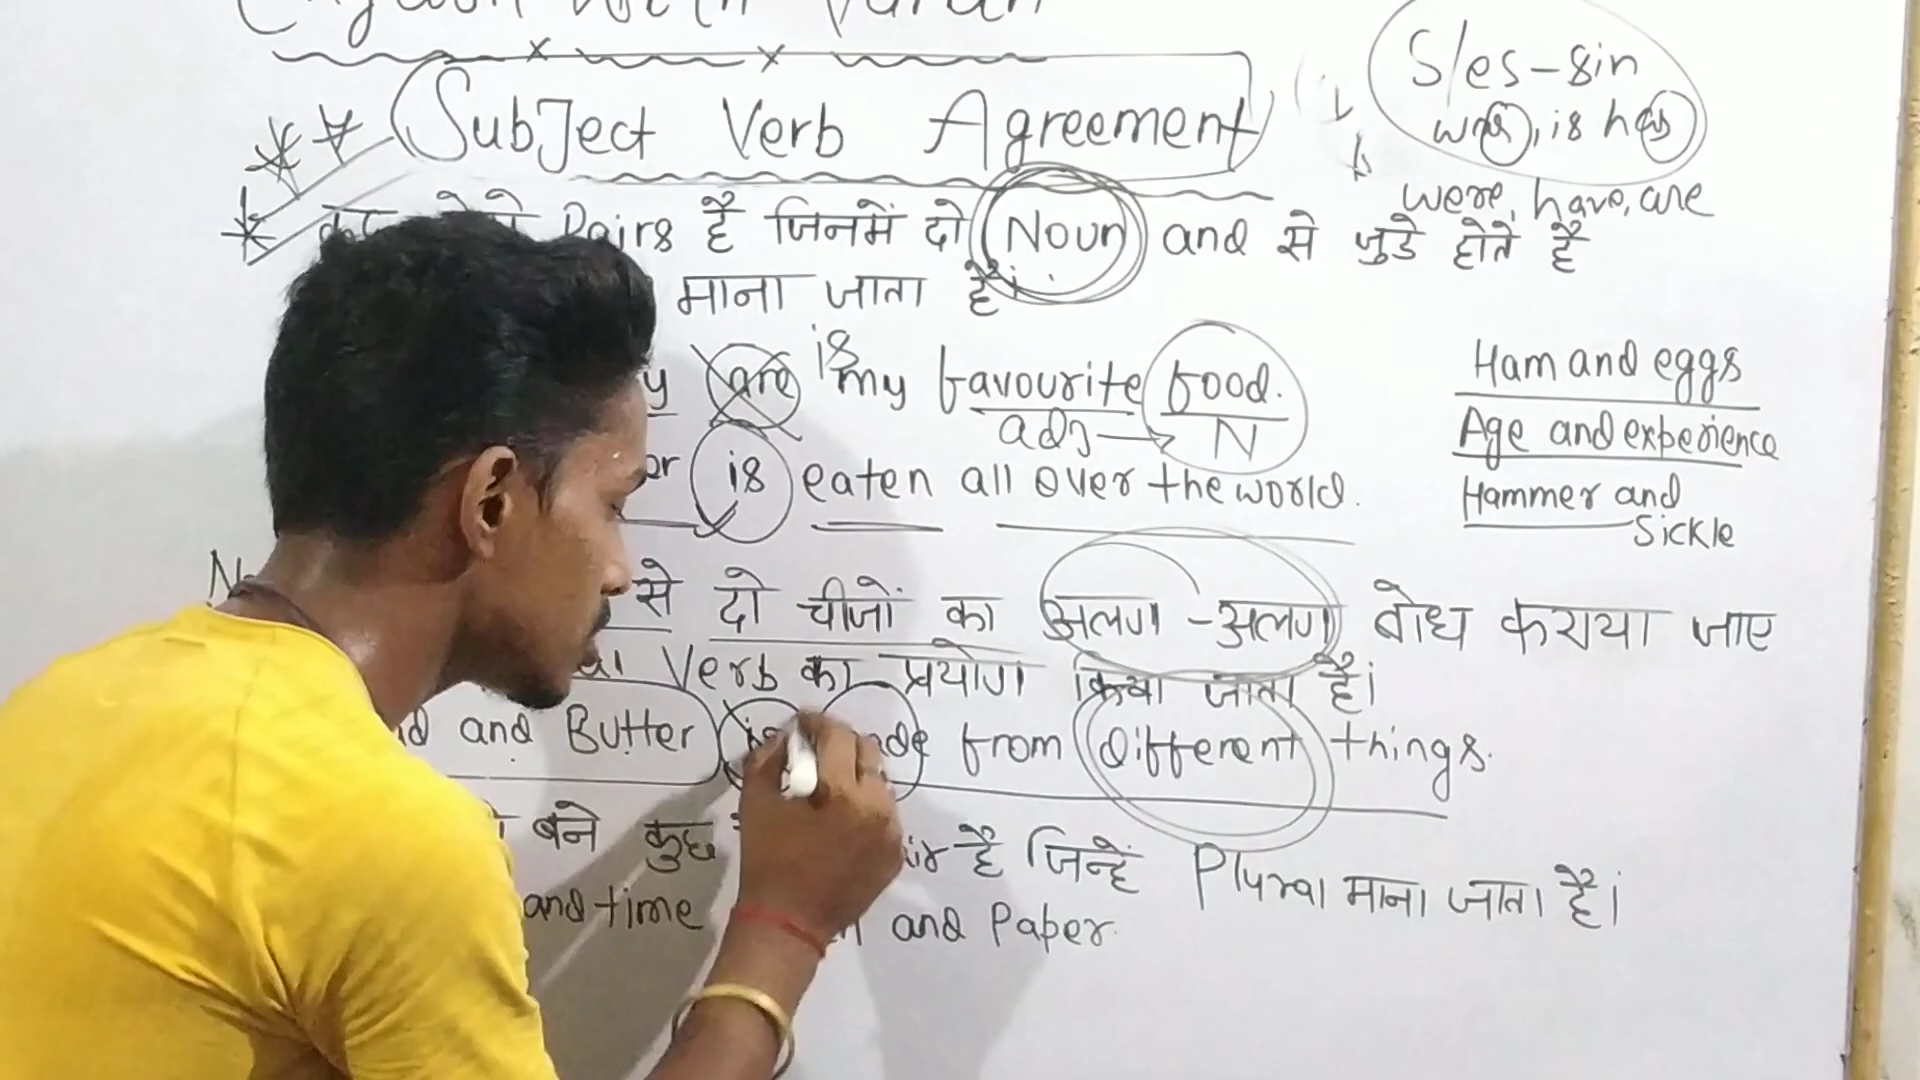 S/es-sin
was, is has
were, have, are
SubJect Verb Agreement
Pairs है जिनमें दो Noun and से जुडे होते है
माना जाता है।
are is my favourite food.
adj N
is eaten all over the world.
Ham and eggs
Age and experience
Hammer and
Sickle
से दो चीजों का अलग-अलग बोध कराया जाए
Verb का प्रयोग किया जाता है।
and Butter from different things.
बने कुछ है जिन्हें Plural माना जाता है।
and time and Paper.